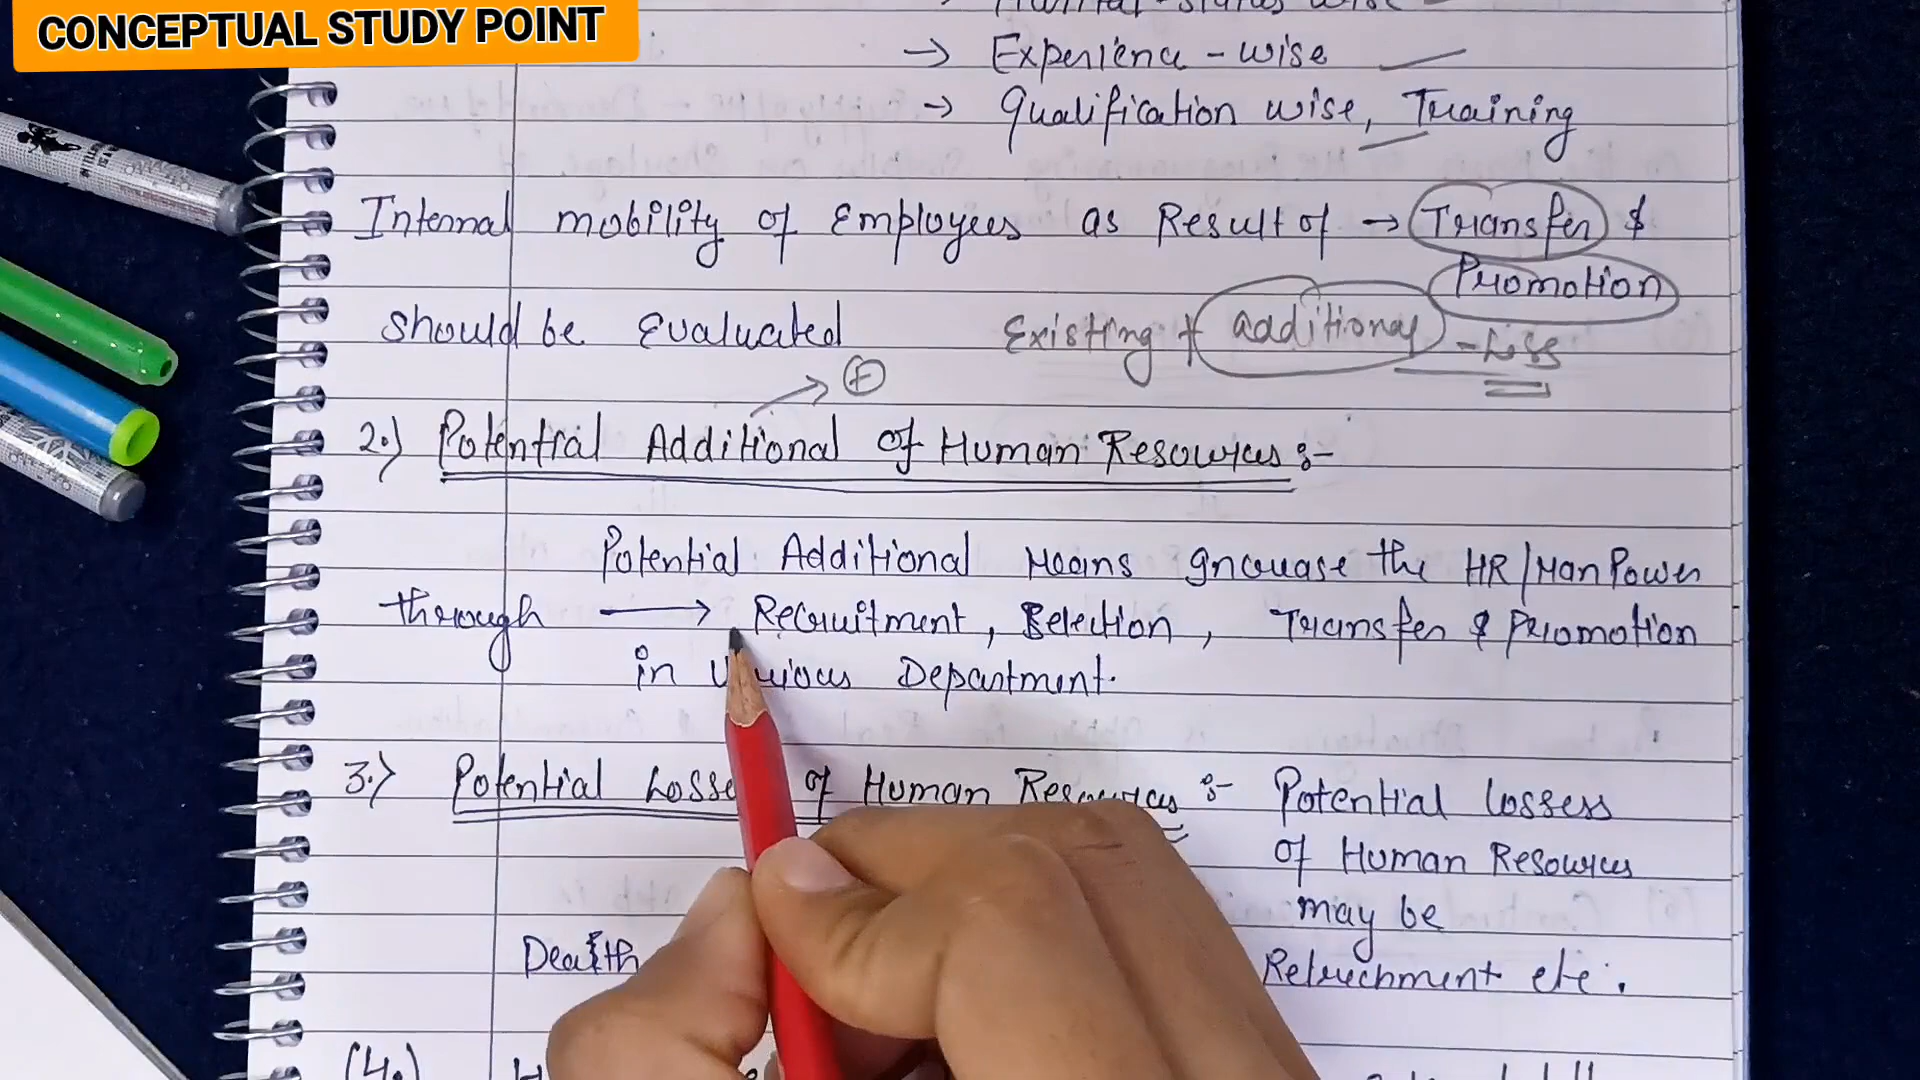 CONCEPTUAL STUDY POINT
→ Experience - wise
→ Qualification wise, Training
Internal mobility of Employees as Result of → Transfer &
Promotion
should be Evaluated Existing + additional - Loss
→ +
2.) Potential Additional Of Human Resources :-
Potential Additional Means Increase the HR/Man Power
through → Recruitment, Selection, Transfer & Promotion
in Various Department.
3.) Potential Losses of Human Resources :- Potential Lossess
of Human Resources
may be
Death Retruchment etc.
(4.) H